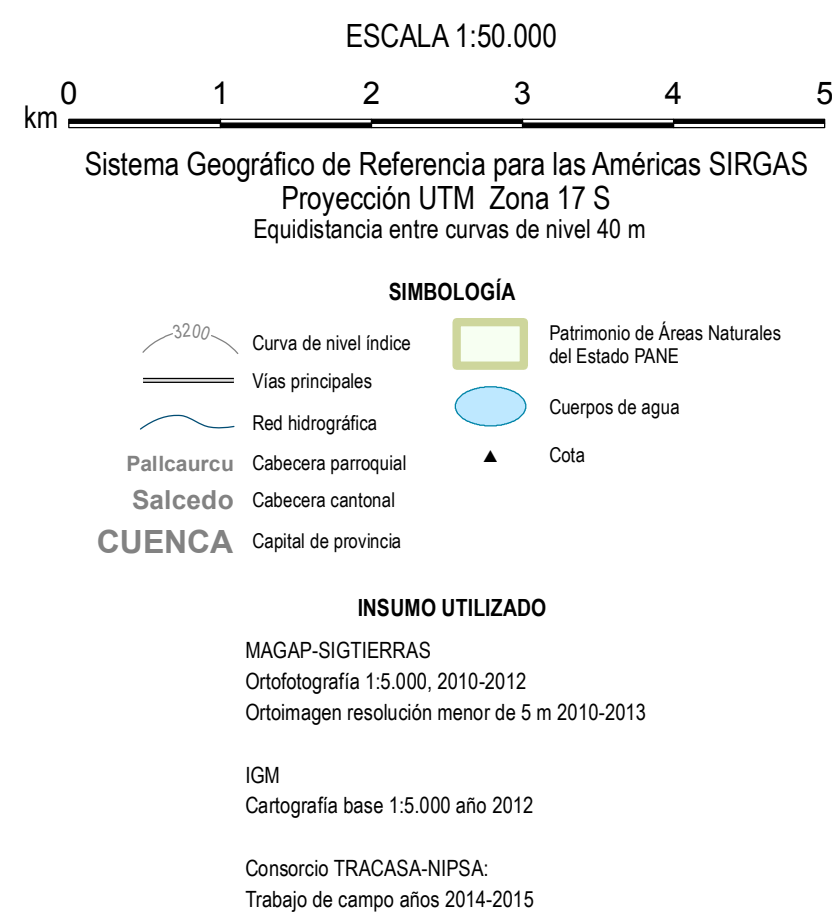 ESCALA 1:50.000
0 1 2 3 4 5
km
Sistema Geográfico de Referencia para las Américas SIRGAS
Proyección UTM Zona 17 S
Equidistancia entre curvas de nivel 40 m
SIMBOLOGÍA
3200 Curva de nivel índice
Vías principales
Red hidrográfica
Pallcaurcu Cabecera parroquial
Salcedo Cabecera cantonal
CUENCA Capital de provincia
Patrimonio de Áreas Naturales
del Estado PANE
Cuerpos de agua
Cota
INSUMO UTILIZADO
MAGAP-SIGTIERRAS
Ortofotografía 1:5.000, 2010-2012
Ortoimagen resolución menor de 5 m 2010-2013
IGM
Cartografía base 1:5.000 año 2012
Consorcio TRACASA-NIPSA:
Trabajo de campo años 2014-2015